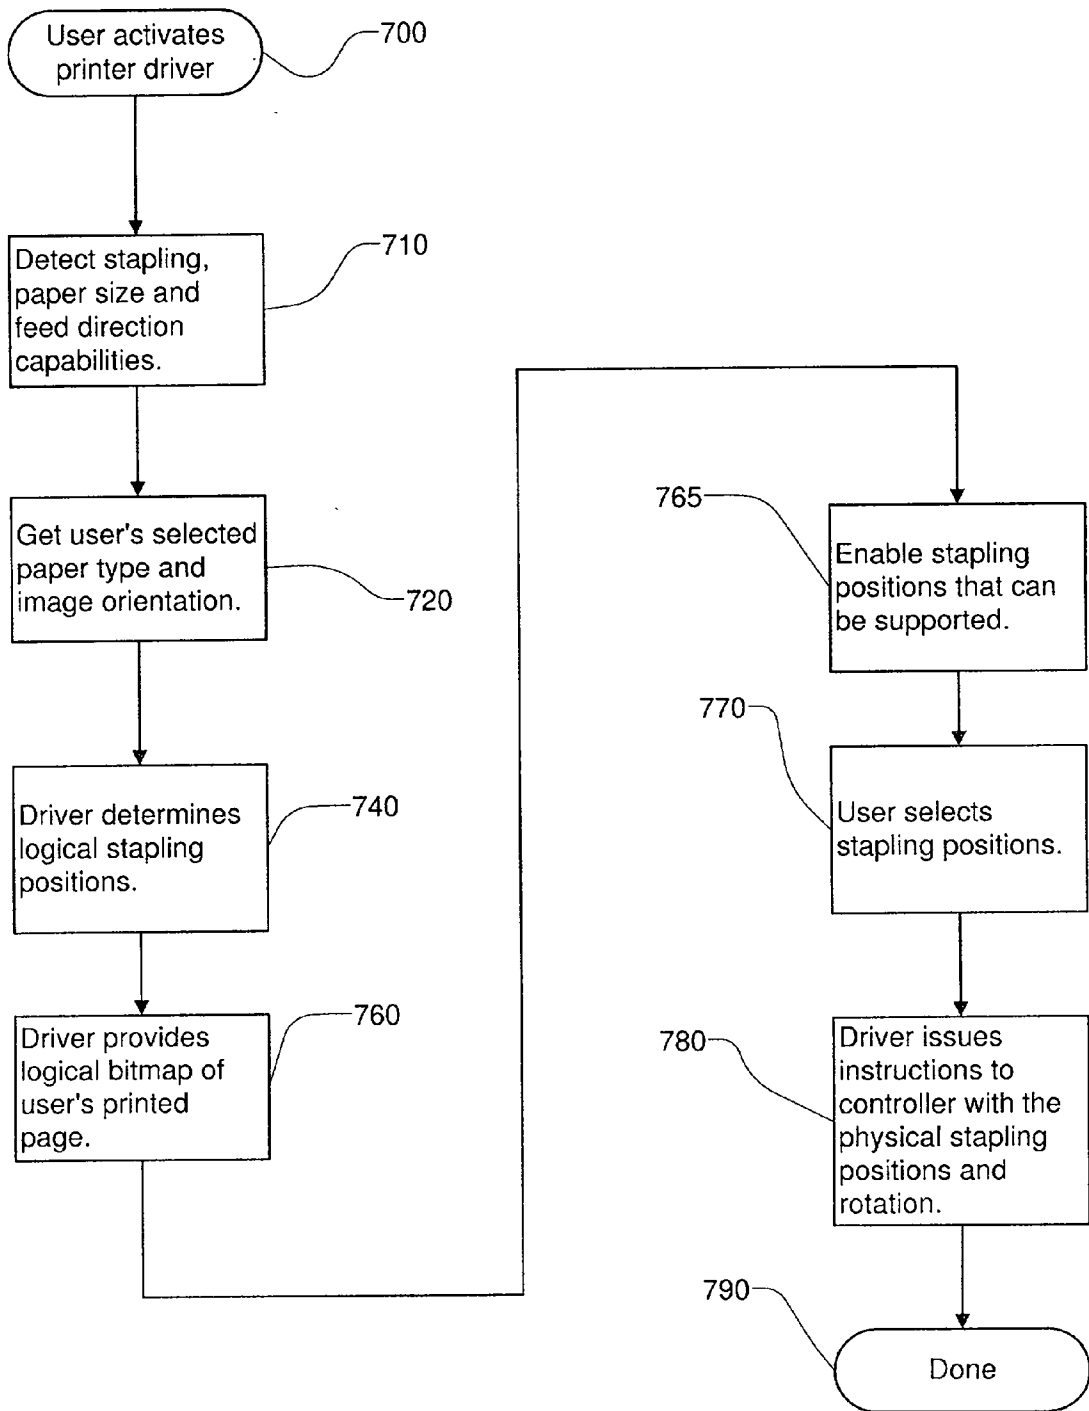 User activates
printer driver
700
Detect stapling,
paper size and
feed direction
capabilities.
710
Get user's selected
paper type and
image orientation.
720
Driver determines
logical stapling
positions.
740
Driver provides
logical bitmap of
user's printed
page.
760
765
Enable stapling
positions that can
be supported.
770
User selects
stapling positions.
780
Driver issues
instructions to
controller with the
physical stapling
positions and
rotation.
790
Done